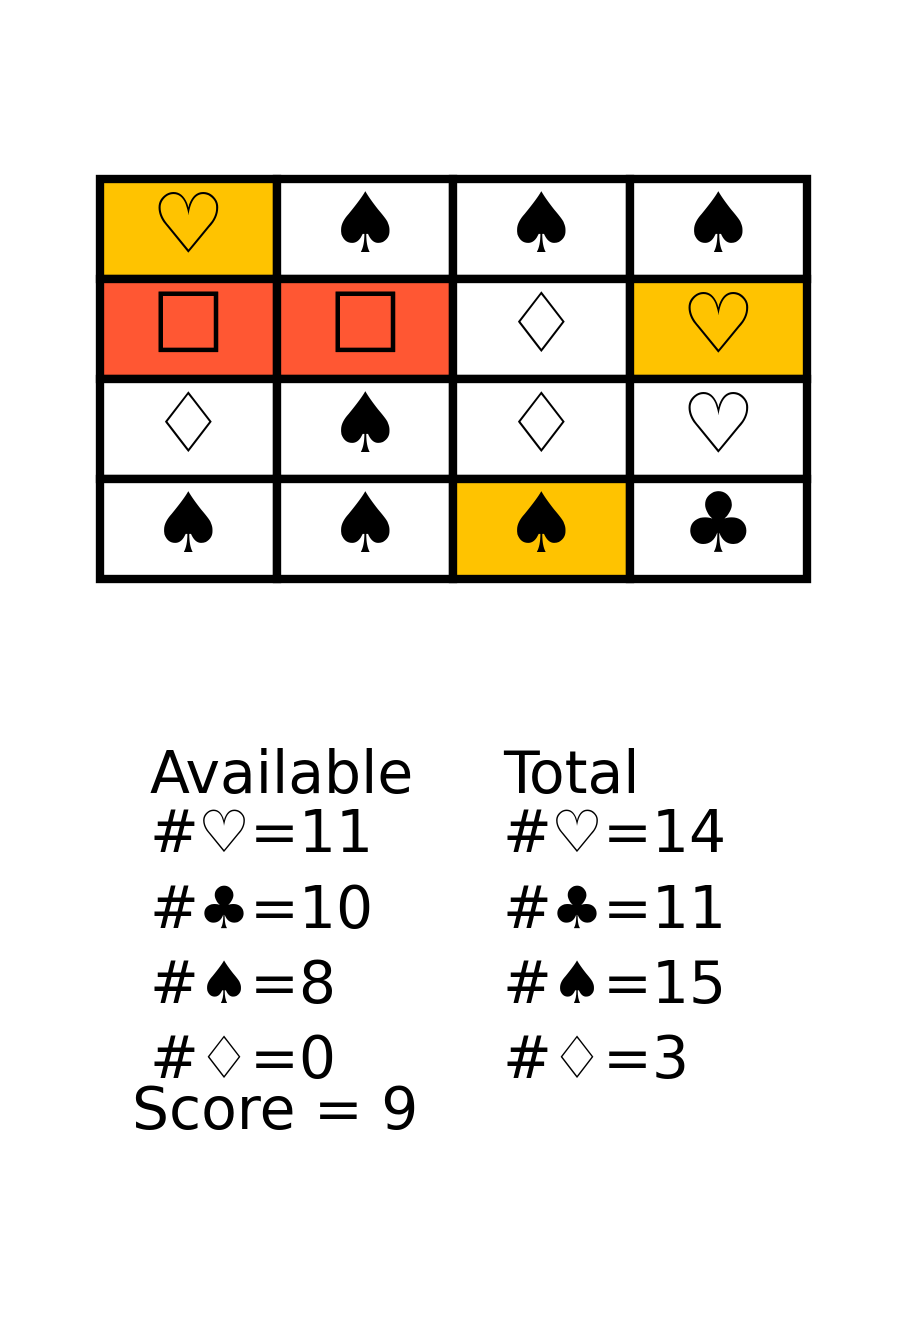 ♡ ♠ ♠ ♠
□ □ ♢ ♡
♢ ♠ ♢ ♡
♠ ♠ ♠ ♣
Available Total
#♡=11 #♡=14
#♣=10 #♣=11
#♠=8 #♠=15
#♢=0 #♢=3
Score = 9